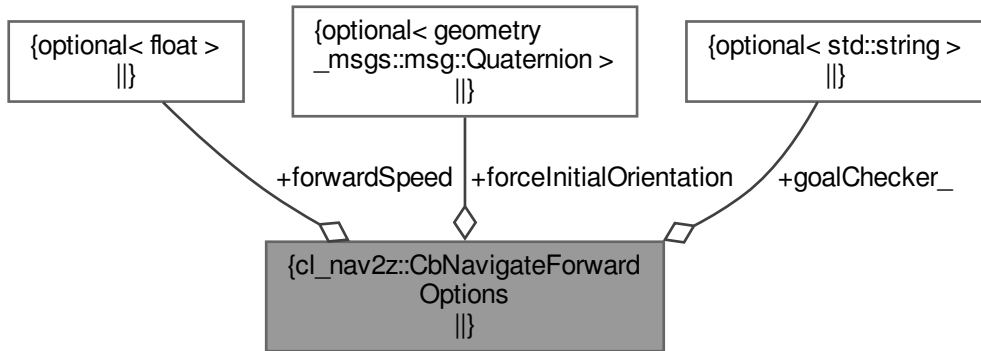 {optional< float >
||}
{optional< geometry
_msgs::msg::Quaternion >
||}
{optional< std::string >
||}
+forwardSpeed
+forceInitialOrientation
+goalChecker_
{cl_nav2z::CbNavigateForward
Options
||}